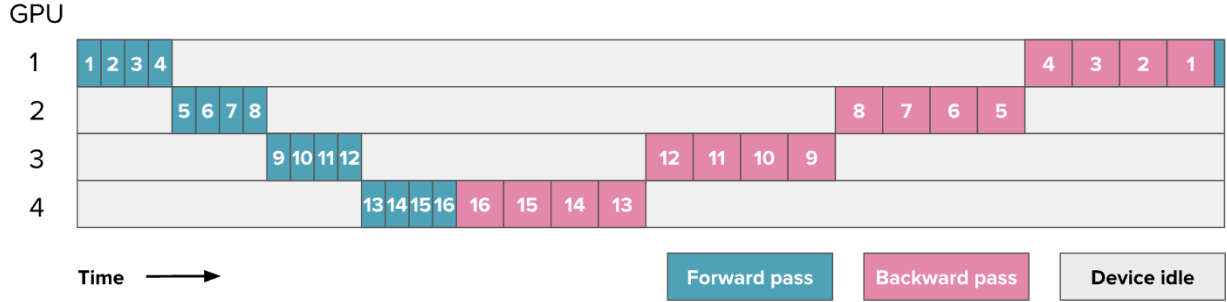 GPU
1 1 2 3 4 4 3 2 1
2 5 6 7 8 8 7 6 5
3 9 10 11 12 12 11 10 9
4 13 14 15 16 16 15 14 13
Time Forward pass Backward pass Device idle